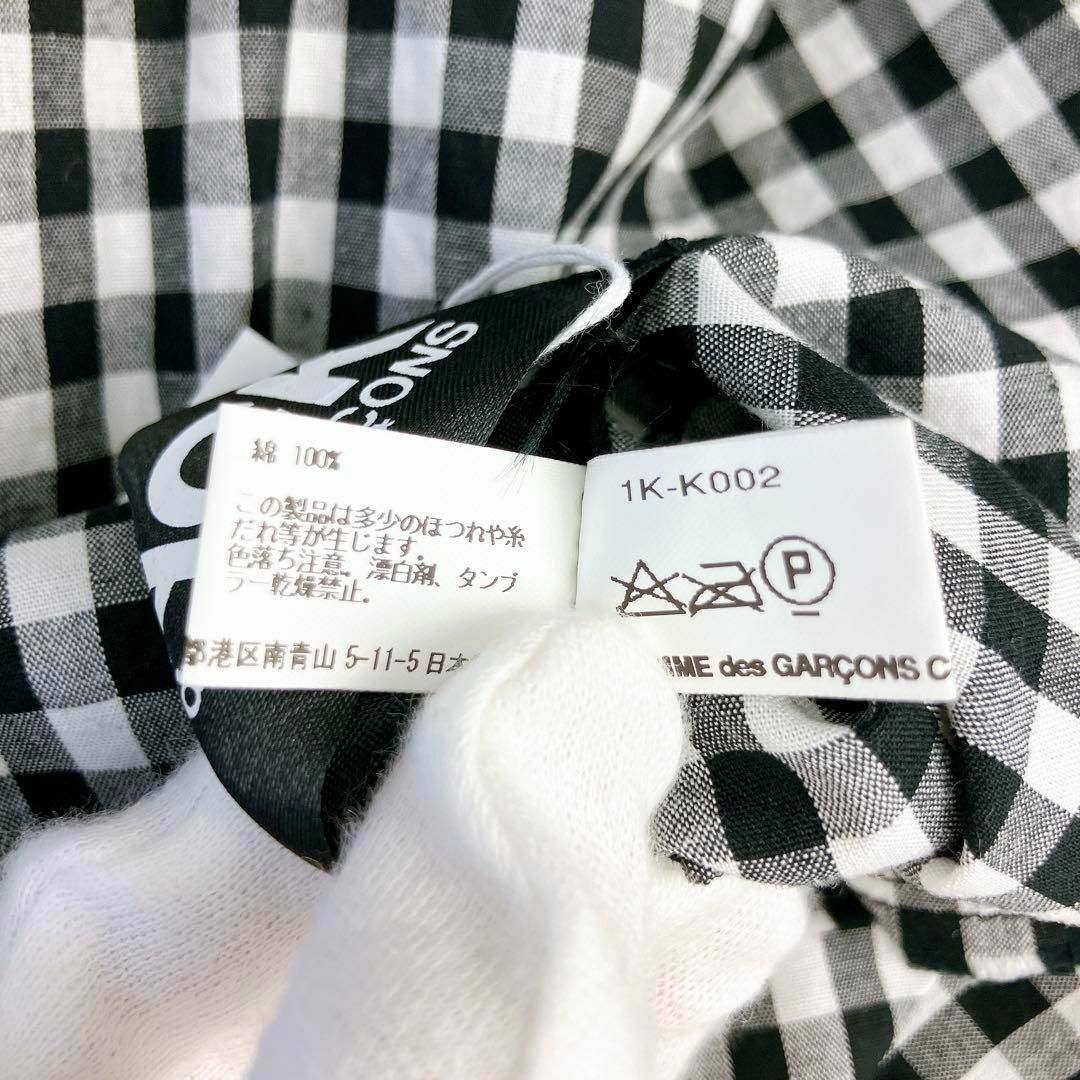 ÇONS
綿 100%
この製品は多少のほつれや糸
だれ等が生じます。
色落ち注意。漂白剤、タンブ
ラー乾燥禁止。
港区南青山 5-11-5 日本
1K-K002
P
des GARÇONS C